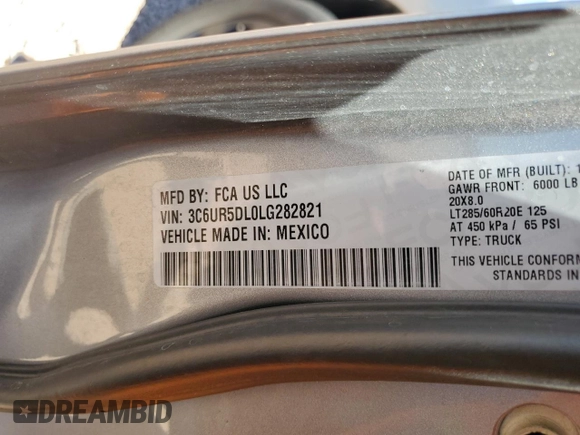 MFD BY: FCA US LLC
VIN: 3C6UR5DL0LG282821
VEHICLE MADE IN: MEXICO
DATE OF MFR (BUILT):
GAWR FRONT: 6000 LB
20X8.0
LT285/60R20E 125
AT 450 kPa / 65 PSI
TYPE: TRUCK
THIS VEHICLE CONFORM
STANDARDS IN
DREAMBID